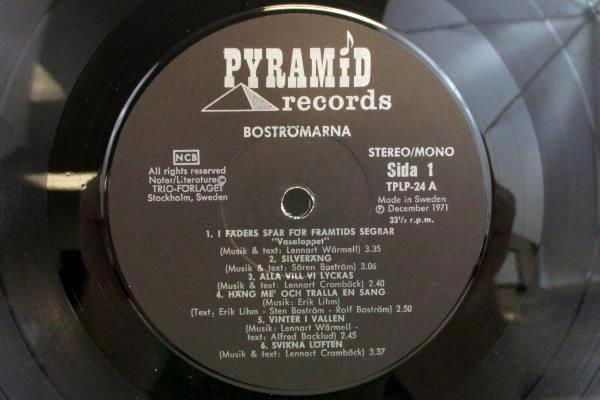 PYRAMID
records
BOSTRÖMARNA
NCB
All rights reserved
Noter/Literature©
TRIO-FÖRLAGET
Stockholm, Sweden
STEREO/MONO
Sida 1
TPLP-24 A
Made in Sweden
Ⓟ December 1971
33⅓ r.p.m.
1. I FÄDERS SPÅR FÖR FRAMTIDS SEGRAR
"Vasaloppet"
(Musik & text: Lennart Wärmell) 3.35
2. SILVERÄNG
(Musik & text: Sören Boström) 3.06
3. ALLA VILL VI LYCKAS
(Musik & text: Lennart Cromböck) 2.40
4. HÄNG ME' OCH TRALLA EN SÅNG
(Musik: Erik Lihm)
(Text: Erik Lihm - Sten Boström - Rolf Boström) 2.50
5. VINTER I VALLEN
(Musik: Lennart Wärmell -
text: Alfred Backlud) 2.45
6. SVIKNA LÖFTEN
(Musik & text: Lennart Cromböck) 3.37